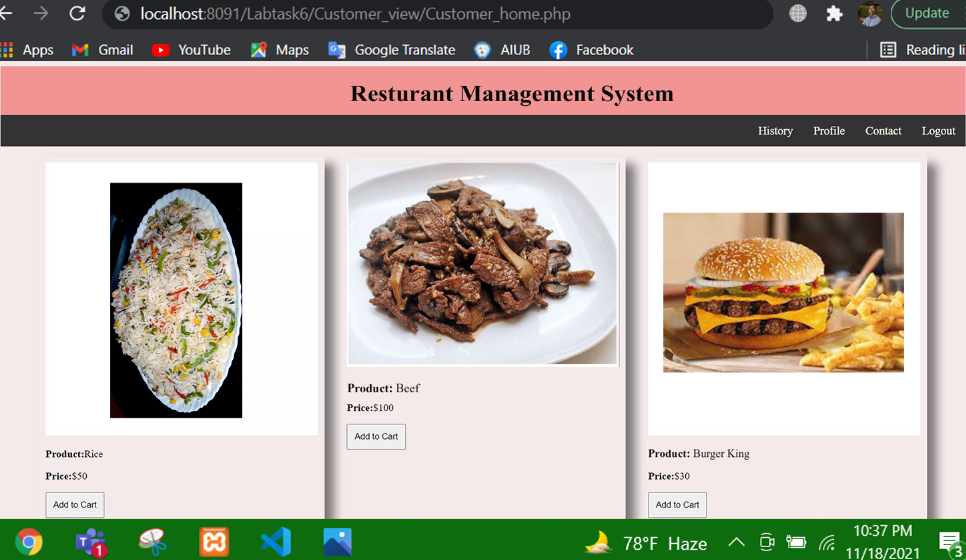 localhost:8091/Labtask6/Customer_view/Customer_home.php
Update
Apps Gmail YouTube Maps Google Translate AIUB Facebook Reading li
Resturant Management System
History Profile Contact Logout
Product:Rice
Price:$50
Add to Cart
Product: Beef
Price:$100
Add to Cart
Product: Burger King
Price:$30
Add to Cart
78°F Haze
10:37 PM
11/18/2021
1
3